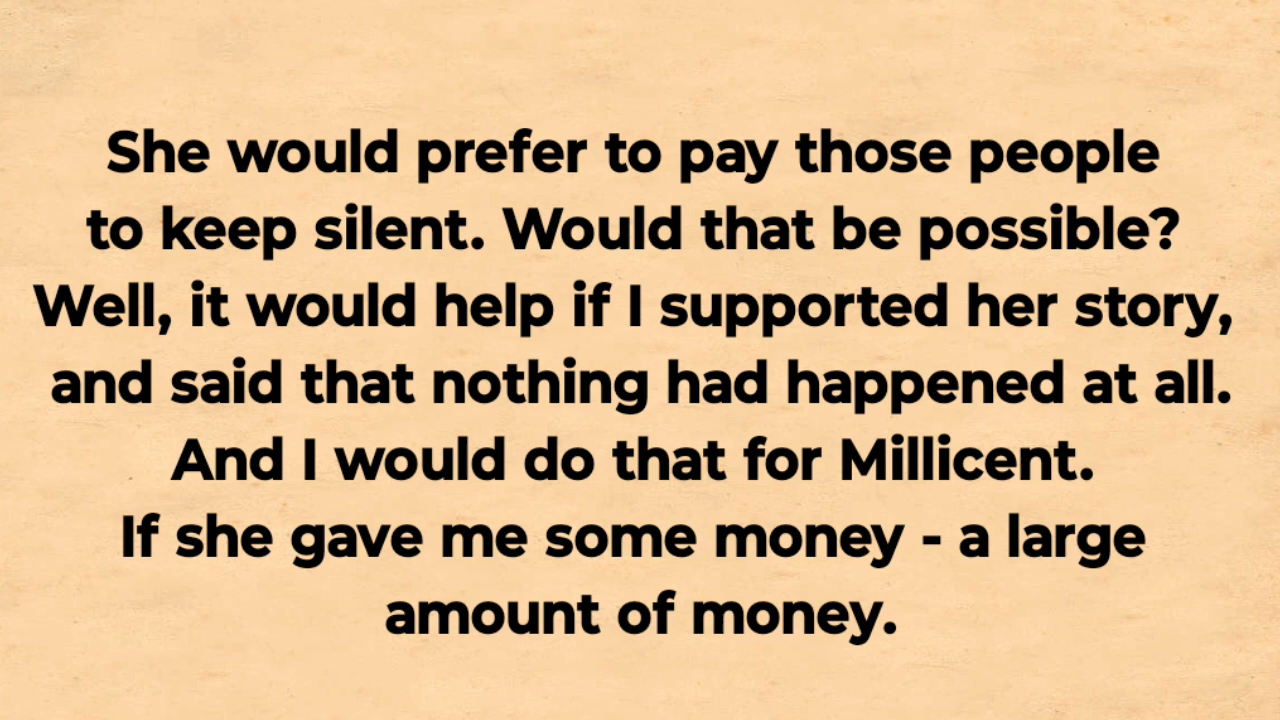 She would prefer to pay those people
to keep silent. Would that be possible?
Well, it would help if I supported her story,
and said that nothing had happened at all.
And I would do that for Millicent.
If she gave me some money - a large
amount of money.